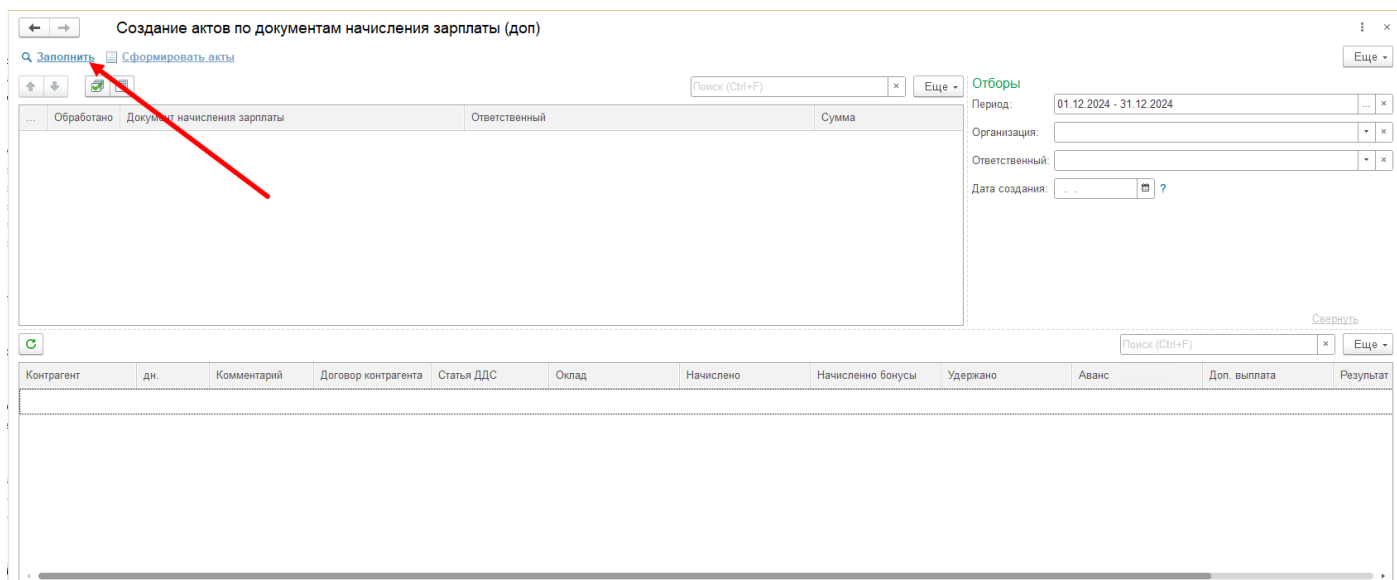 Создание актов по документам начисления зарплаты (доп)
Заполнить Сформировать акты Еще
Поиск (Ctrl+F) × Еще Отборы
... Обработано Документ начисления зарплаты Ответственный Сумма
Период: 01.12.2024 - 31.12.2024 ... ×
Организация: ×
Ответственный: ×
Дата создания: . . ?
Свернуть
Поиск (Ctrl+F) × Еще
Контрагент дн. Комментарий Договор контрагента Статья ДДС Оклад Начислено Начисленно бонусы Удержано Аванс Доп. выплата Результат